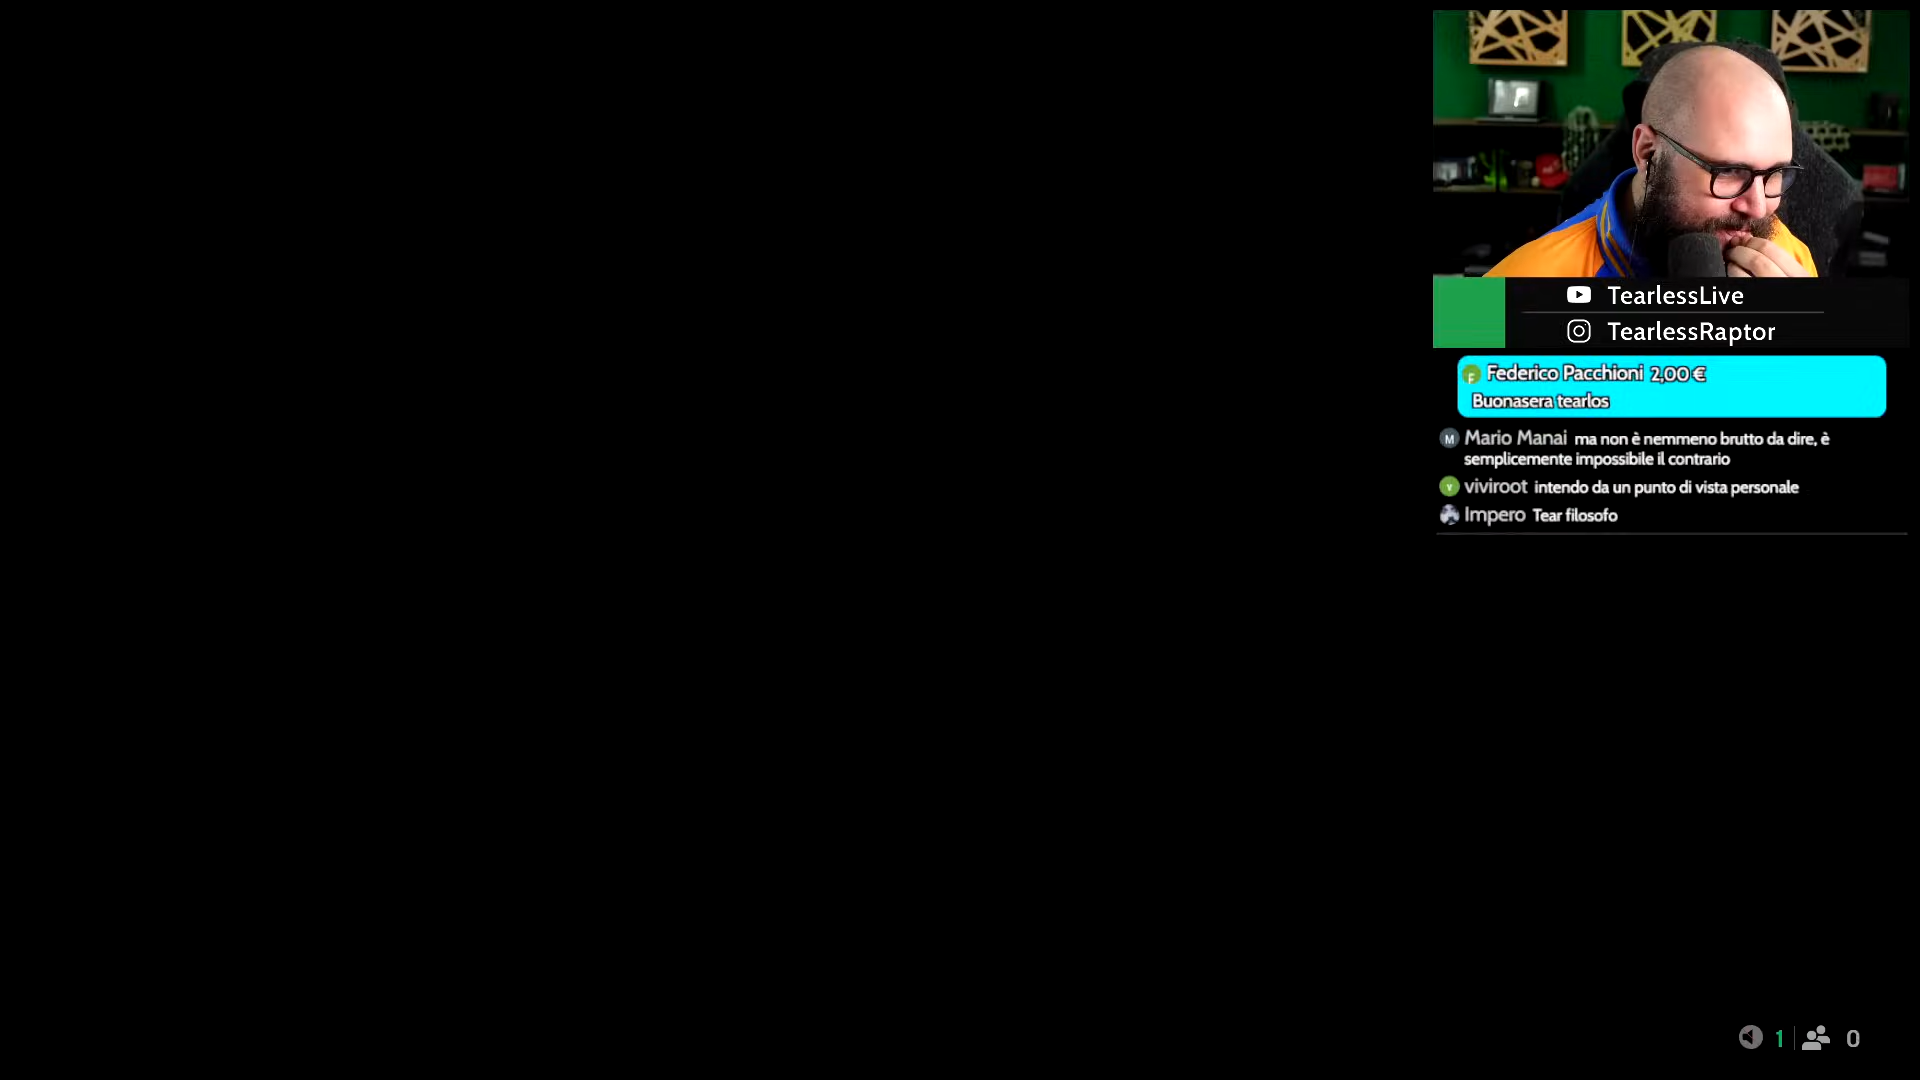 TearlessLive
TearlessRaptor
Federico Pacchioni 2,00 €
Buonasera tearlos
Mario Manai ma non è nemmeno brutto da dire, è
semplicemente impossibile il contrario
viviroot intendo da un punto di vista personale
Impero Tear filosofo
1 0